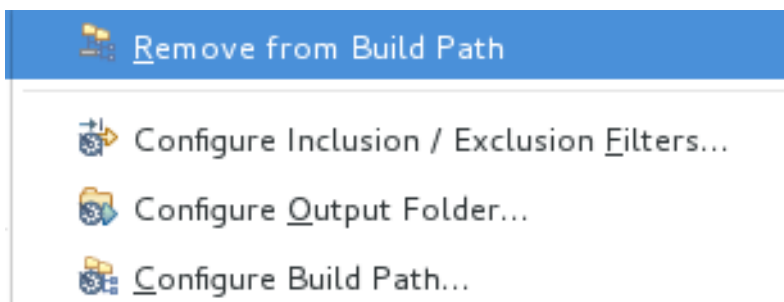 Remove from Build Path
Configure Inclusion / Exclusion Filters...
Configure Output Folder...
Configure Build Path...